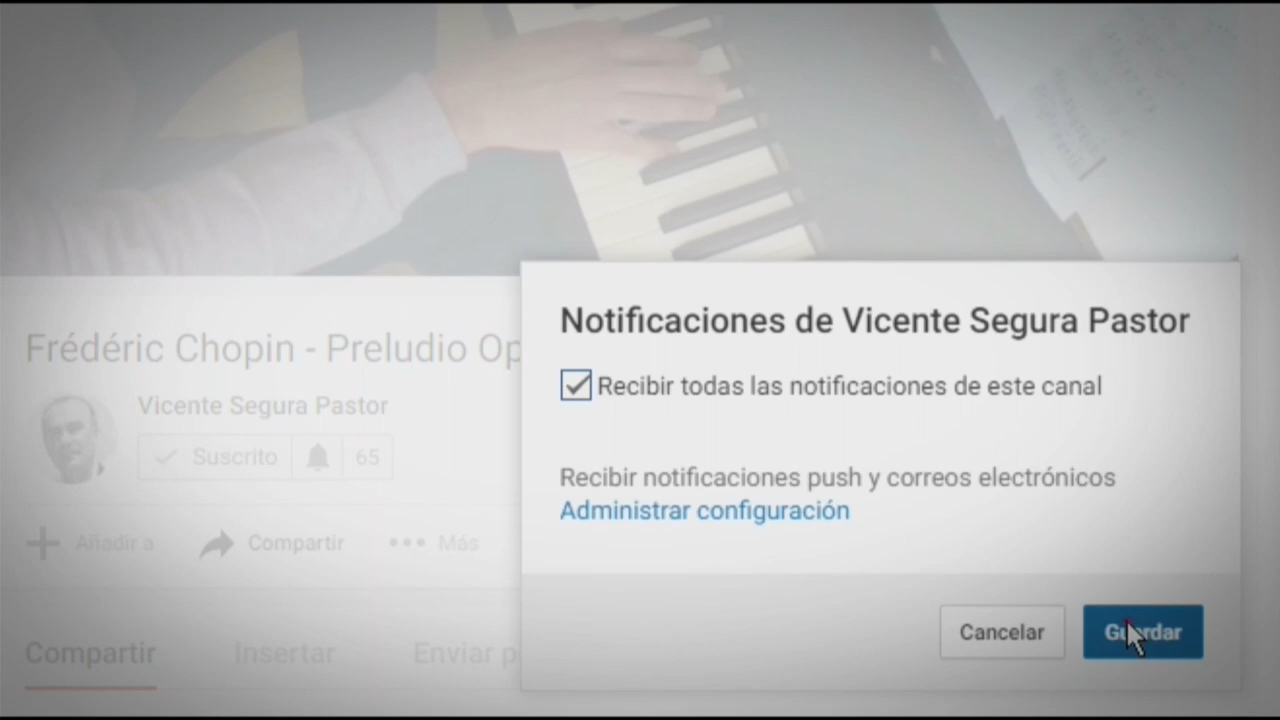 Frédéric Chopin - Preludio Op
Vicente Segura Pastor
Suscrito 65
Añadir a Compartir Más
Compartir Insertar Enviar p
Notificaciones de Vicente Segura Pastor
Recibir todas las notificaciones de este canal
Recibir notificaciones push y correos electrónicos
Administrar configuración
Cancelar Guardar